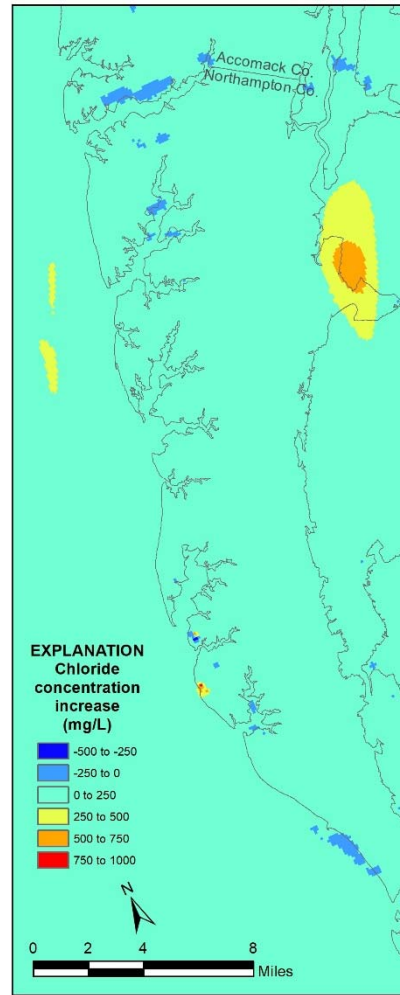 Accomack Co.
Northampton Co.
EXPLANATION
Chloride
concentration
increase
(mg/L)
-500 to -250
-250 to 0
0 to 250
250 to 500
500 to 750
750 to 1000
N
0 2 4 8
Miles